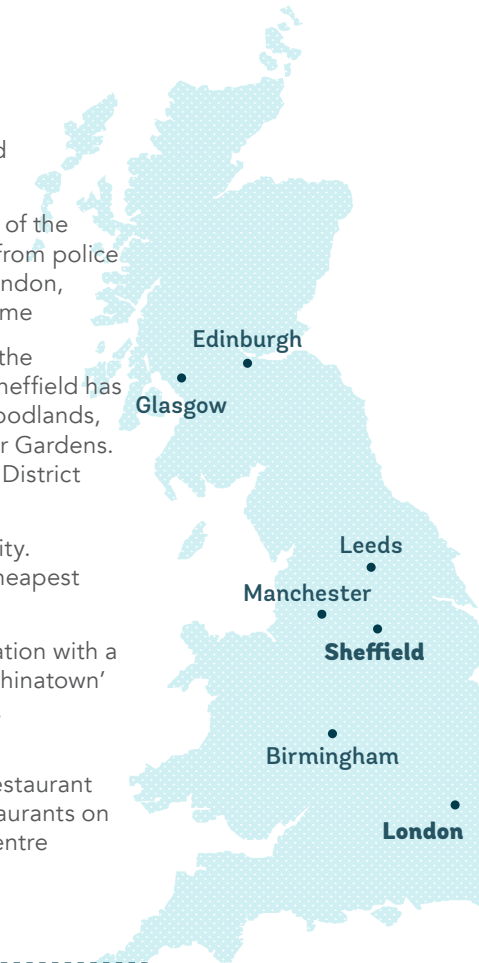 of the
from police
ndon,
me
the
heffield has
oodlands,
r Gardens.
District
ity.
heapest
ation with a
hinatown’
estaurant
aurants on
entre
Edinburgh
Glasgow
Leeds
Manchester
Sheffield
Birmingham
London